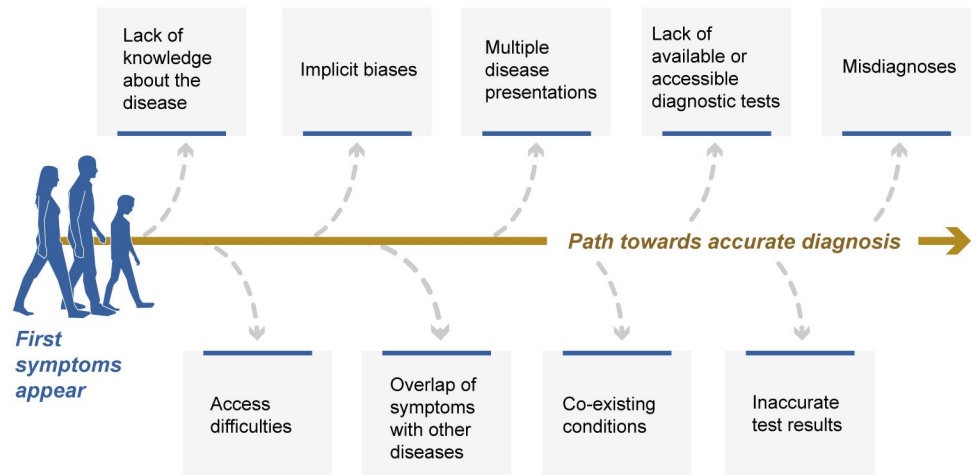 Lack of
knowledge
about the
disease
Implicit biases
Multiple
disease
presentations
Lack of
available or
accessible
diagnostic tests
Misdiagnoses
Path towards accurate diagnosis
First
symptoms
appear
Access
difficulties
Overlap of
symptoms
with other
diseases
Co-existing
conditions
Inaccurate
test results